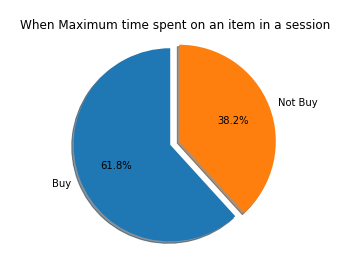 When Maximum time spent on an item in a session
Not Buy
38.2%
61.8%
Buy